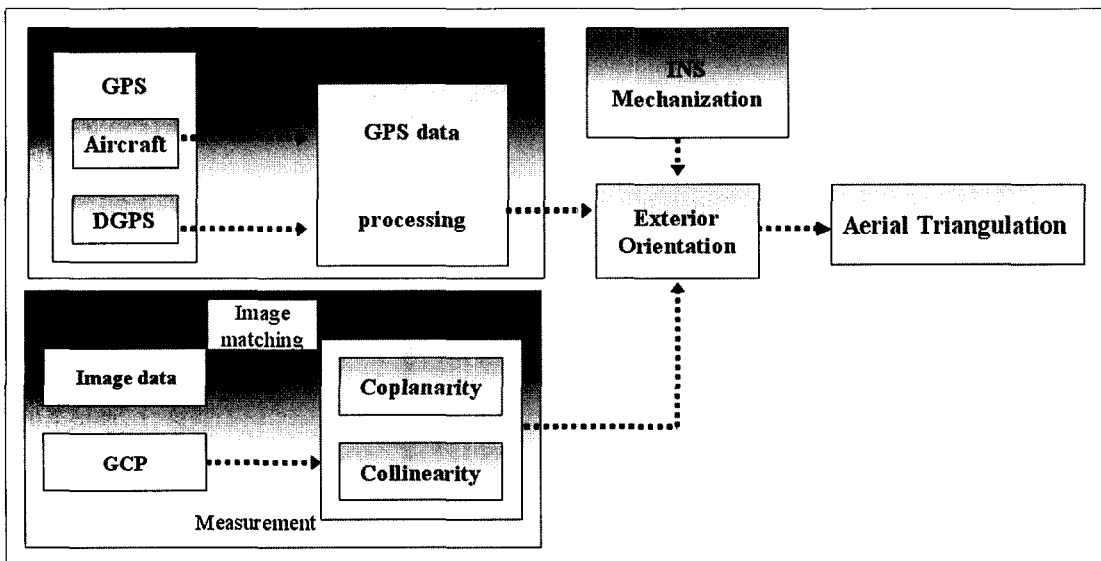 GPS
Aircraft
DGPS
GPS data
processing
INS
Mechanization
Exterior
Orientation
Aerial Triangulation
Image
matching
Image data
GCP
Coplanarity
Collinearity
Measurement